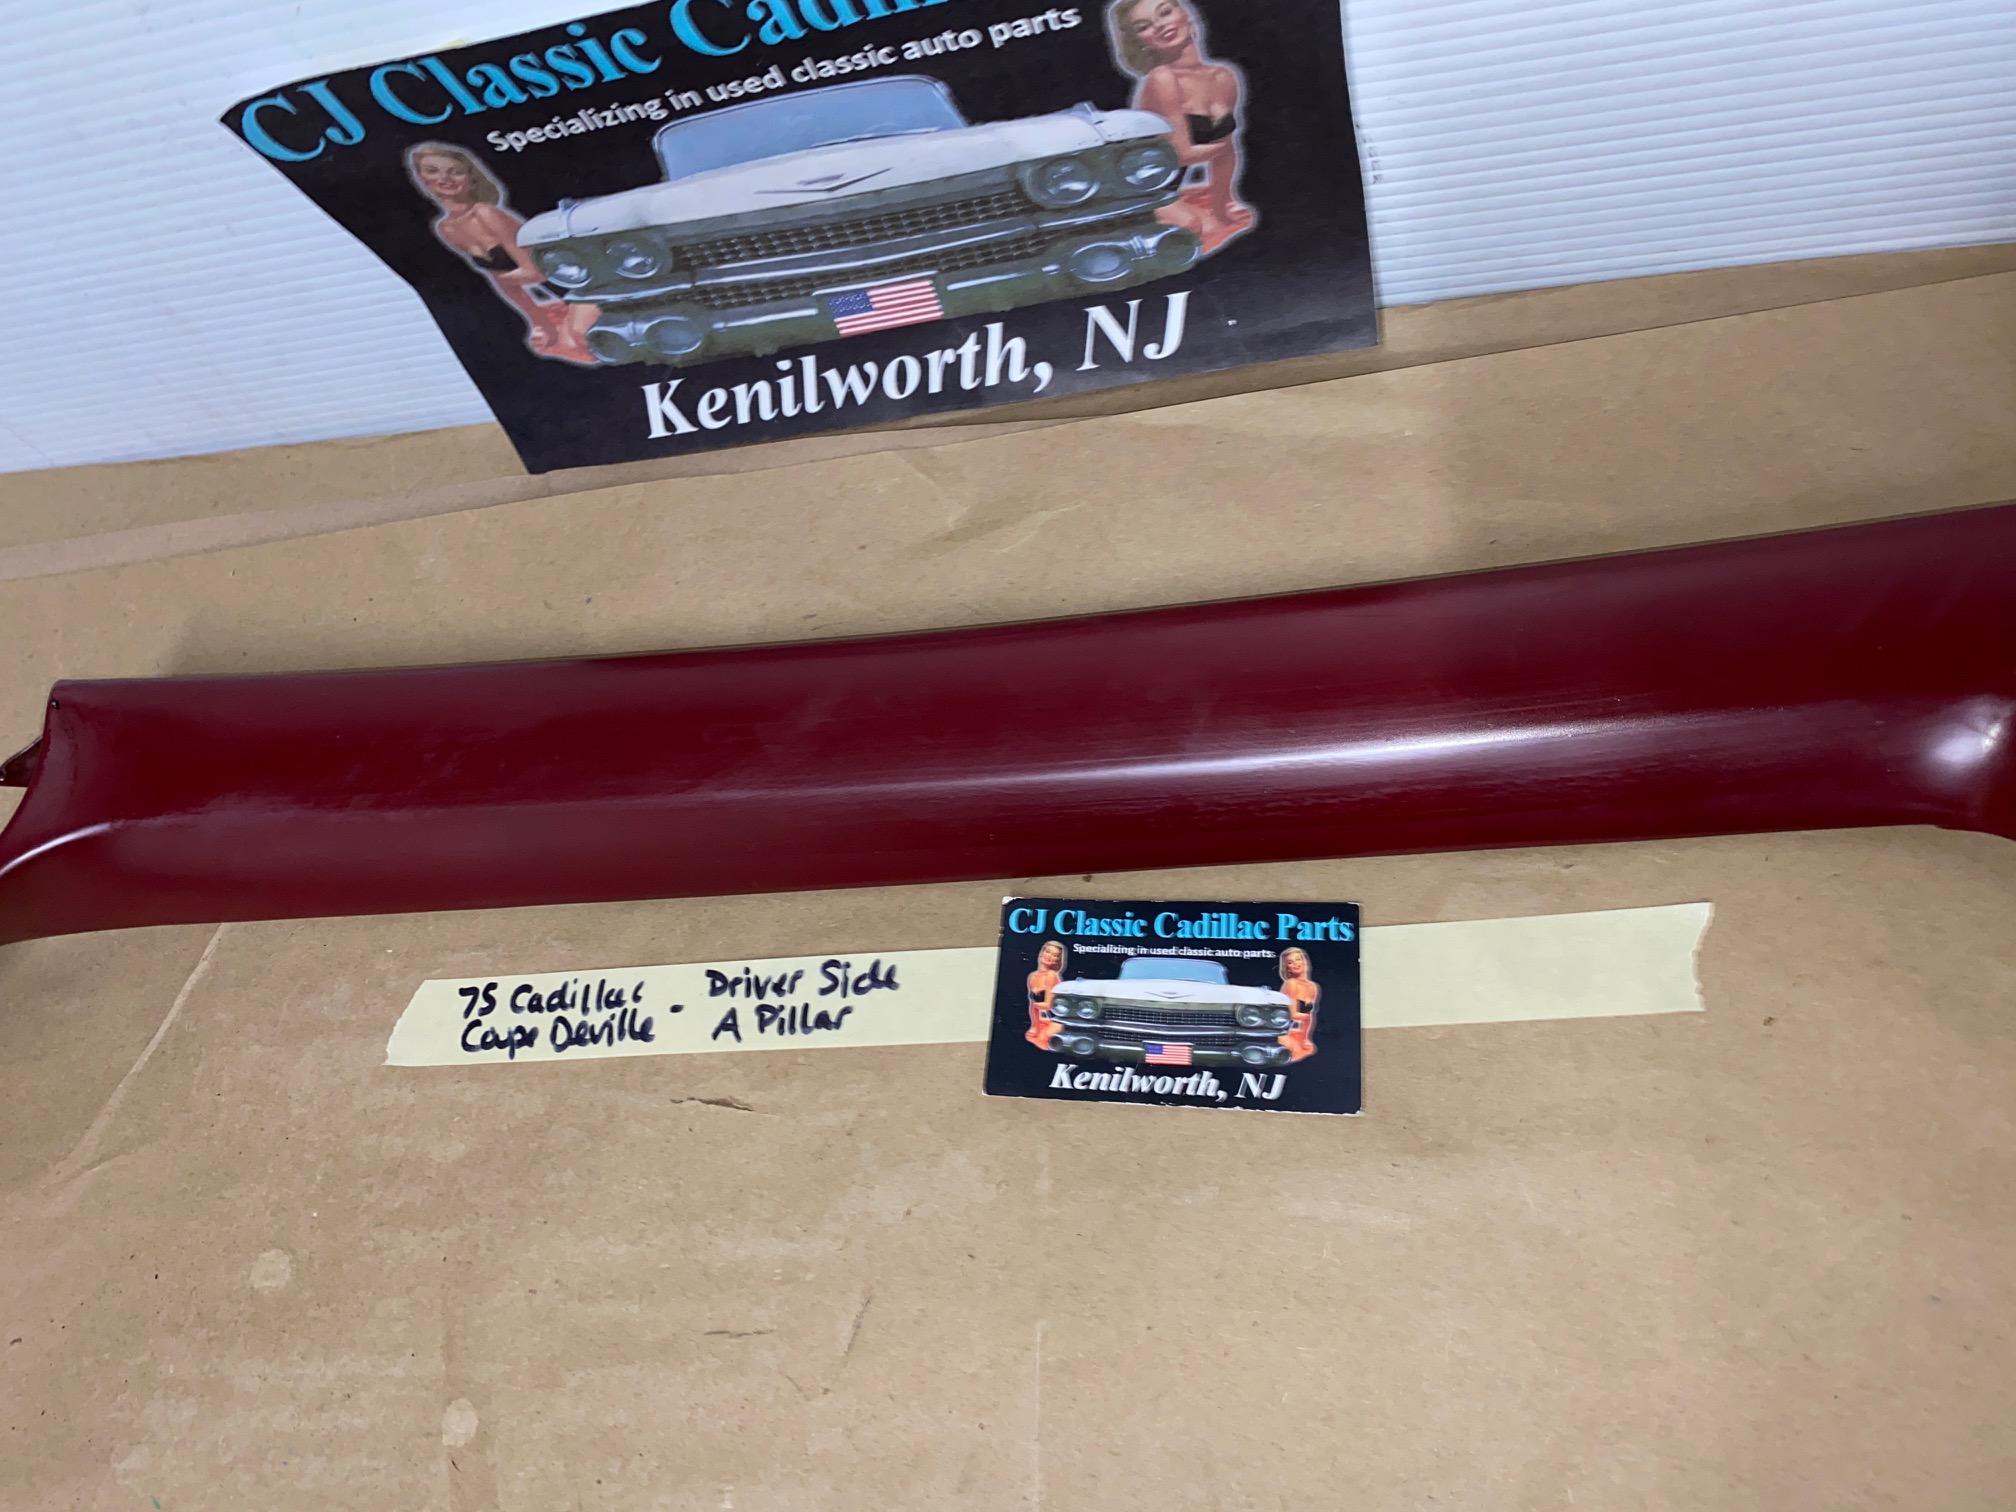 CJ Classic
Specializing in used classic auto parts
Kenilworth, NJ
75 Cadillac - Driver Side
Coupe Deville A Pillar
CJ Classic Cadillac Parts
Specializing in used classic auto parts
Kenilworth, NJ